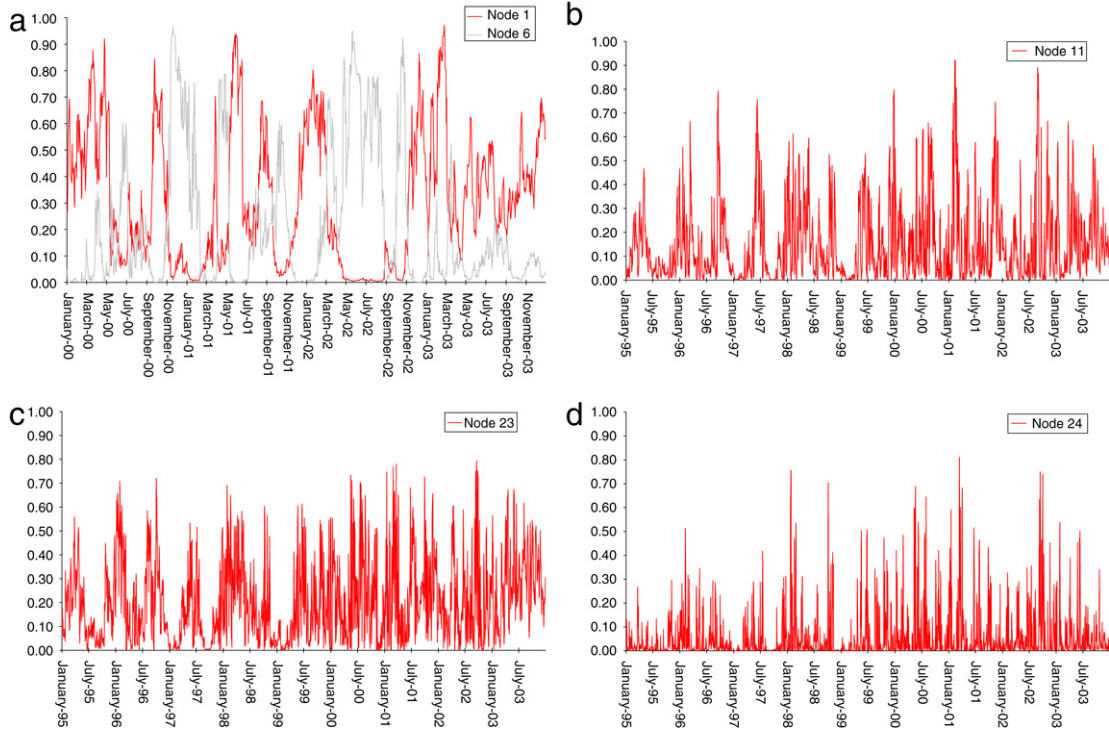 a
Node 1
Node 6
1.00
0.90
0.80
0.70
0.60
0.50
0.40
0.30
0.20
0.10
0.00
January-00
March-00
May-00
July-00
September-00
November-00
January-01
March-01
May-01
July-01
September-01
November-01
January-02
March-02
May-02
July-02
September-02
November-02
January-03
March-03
May-03
July-03
September-03
November-03
b
Node 11
1.00
0.90
0.80
0.70
0.60
0.50
0.40
0.30
0.20
0.10
0.00
January-95
July-95
January-96
July-96
January-97
July-97
January-98
July-98
January-99
July-99
January-00
July-00
January-01
July-01
January-02
July-02
January-03
July-03
c
Node 23
1.00
0.90
0.80
0.70
0.60
0.50
0.40
0.30
0.20
0.10
0.00
January-95
July-95
January-96
July-96
January-97
July-97
January-98
July-98
January-99
July-99
January-00
July-00
January-01
July-01
January-02
July-02
January-03
July-03
d
Node 24
1.00
0.90
0.80
0.70
0.60
0.50
0.40
0.30
0.20
0.10
0.00
January-95
July-95
January-96
July-96
January-97
July-97
January-98
July-98
January-99
July-99
January-00
July-00
January-01
July-01
January-02
July-02
January-03
July-03